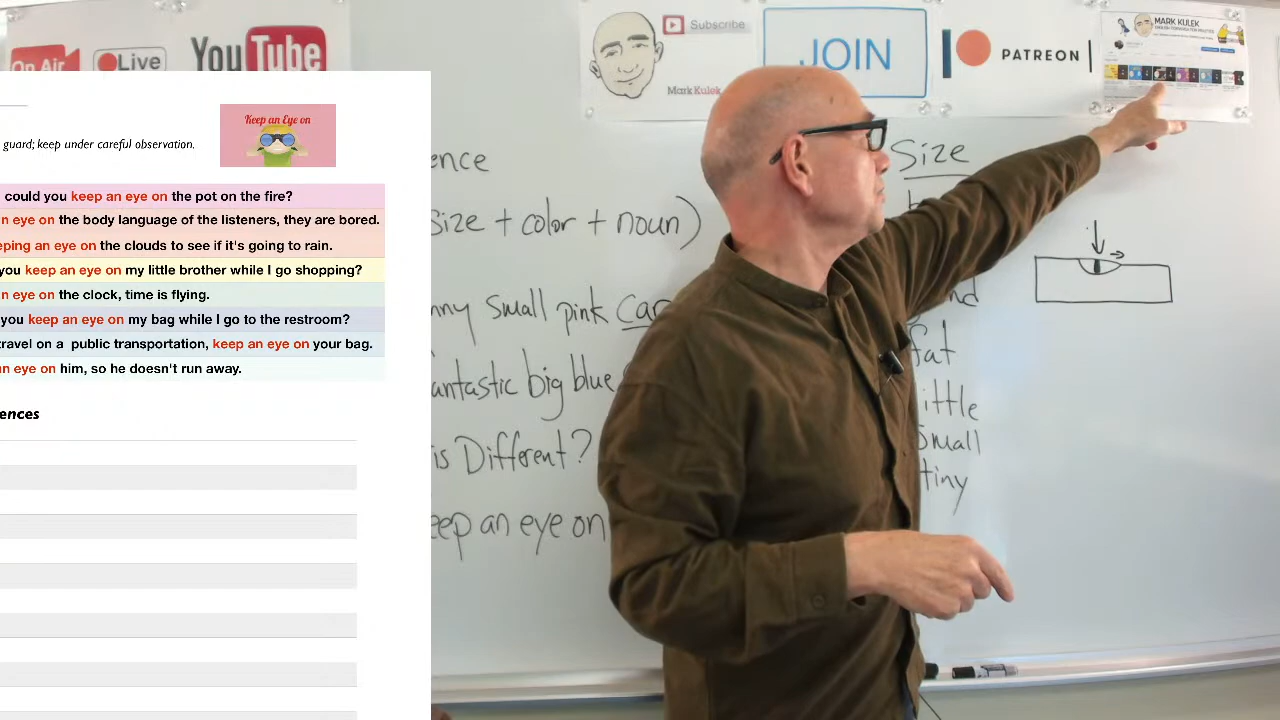 On Air
Live
YouTube
Subscribe
Mark Kulek
JOIN
PATREON
MARK KULEK
Keep an Eye on
guard; keep under careful observation.
could you keep an eye on the pot on the fire?
n eye on the body language of the listeners, they are bored.
eping an eye on the clouds to see if it's going to rain.
you keep an eye on my little brother while I go shopping?
n eye on the clock, time is flying.
you keep an eye on my bag while I go to the restroom?
travel on a public transportation, keep an eye on your bag.
an eye on him, so he doesn't run away.
ences
ence
size + color + noun)
nny small pink car
antastic big blue
is Different?
eep an eye on
Size
fat
little
small
tiny